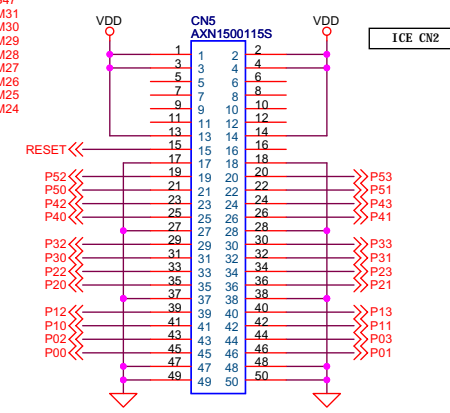 VDD CN5 VDD
AXN1500115S
ICE CN2
M31
M30
M29
M28
M27
M26
M25
M24
1 1 2 2
3 3 4 4
5 5 6 6
7 7 8 8
9 9 10 10
11 11 12 12
13 13 14 14
RESET 15 15 16 16
17 17 18 18
P52 19 19 20 20 P53
P50 21 21 22 22 P51
P42 23 23 24 24 P43
P40 25 25 26 26 P41
27 27 28 28
P32 29 29 30 30 P33
P30 31 31 32 32 P31
P22 33 33 34 34 P23
P20 35 35 36 36 P21
37 37 38 38
P12 39 39 40 40 P13
P10 41 41 42 42 P11
P02 43 43 44 44 P03
P00 45 45 46 46 P01
47 47 48 48
49 49 50 50